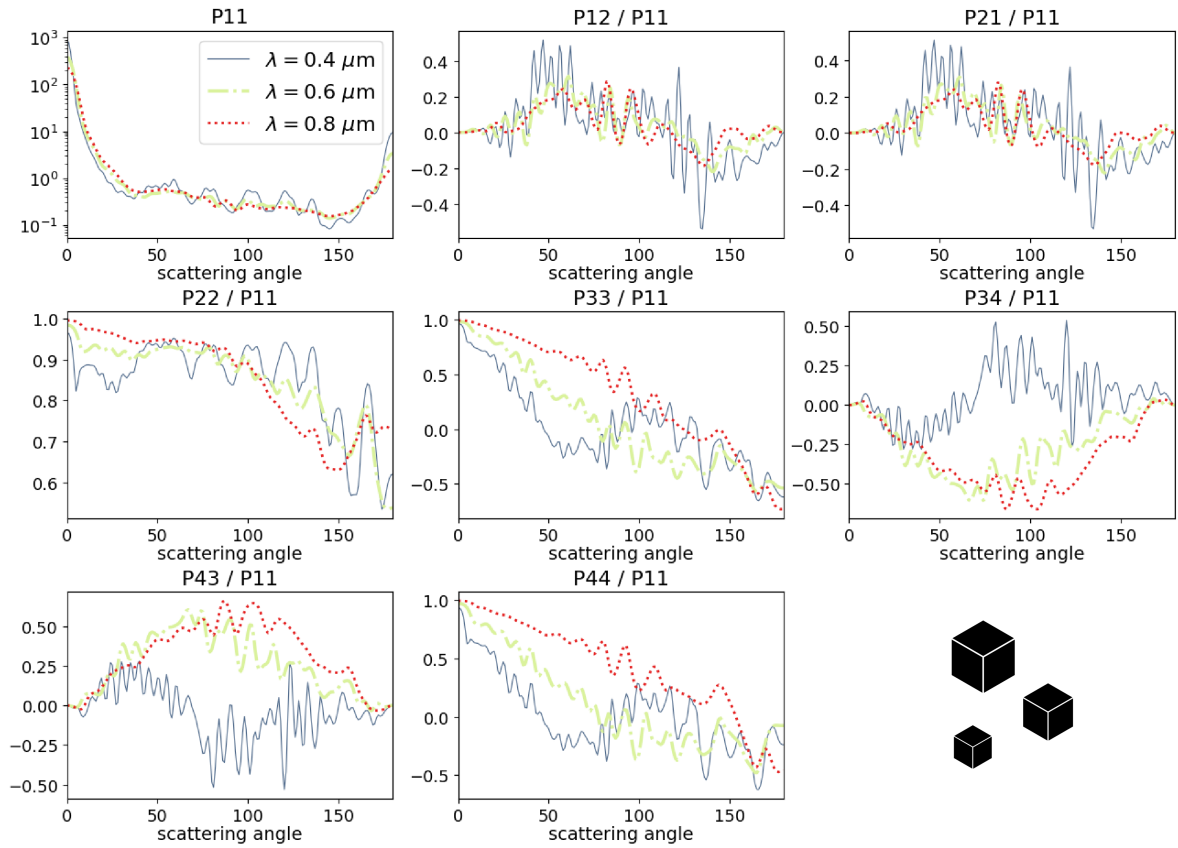 P11
10³
10²
10¹
10⁰
10⁻¹
λ = 0.4 μm
λ = 0.6 μm
λ = 0.8 μm
0 50 100 150
scattering angle
P12 / P11
0.4
0.2
0.0
−0.2
−0.4
0 50 100 150
scattering angle
P21 / P11
0.4
0.2
0.0
−0.2
−0.4
0 50 100 150
scattering angle
P22 / P11
1.0
0.9
0.8
0.7
0.6
0 50 100 150
scattering angle
P33 / P11
1.0
0.5
0.0
−0.5
0 50 100 150
scattering angle
P34 / P11
0.50
0.25
0.00
−0.25
−0.50
0 50 100 150
scattering angle
P43 / P11
0.50
0.25
0.00
−0.25
−0.50
0 50 100 150
scattering angle
P44 / P11
1.0
0.5
0.0
−0.5
0 50 100 150
scattering angle